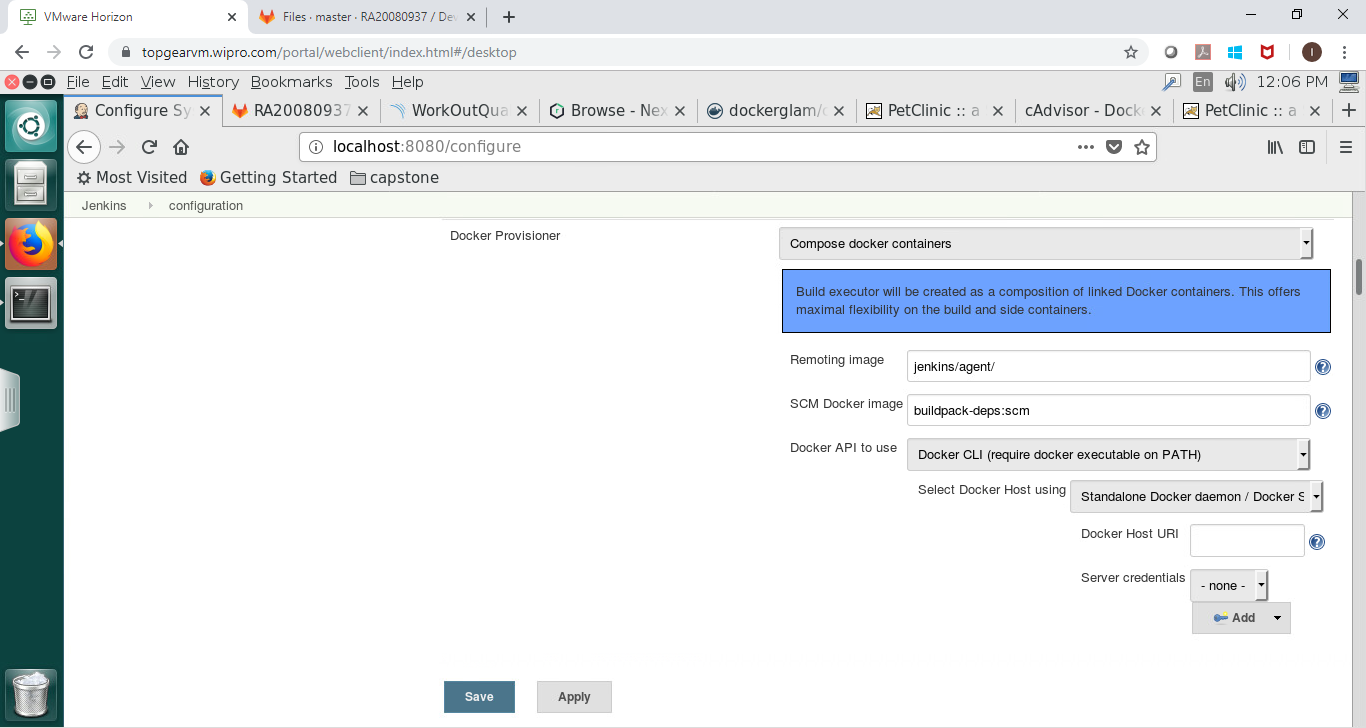 VMware Horizon
Files · master · RA20080937 / De
topgearvm.wipro.com/portal/webclient/index.html#/desktop
I
File Edit View History Bookmarks Tools Help
En
12:06 PM
Configure Sy
RA20080937
WorkOutQua
Browse - Nex
dockerglam/c
PetClinic :: a
cAdvisor - Docke
PetClinic :: a
localhost:8080/configure
Most Visited Getting Started capstone
Jenkins configuration
Docker Provisioner
Compose docker containers
Build executor will be created as a composition of linked Docker containers. This offers
maximal flexibility on the build and side containers.
Remoting image
jenkins/agent/
SCM Docker image
buildpack-deps:scm
Docker API to use
Docker CLI (require docker executable on PATH)
Select Docker Host using
Standalone Docker daemon / Docker S
Docker Host URI
Server credentials
- none -
Add
Save Apply